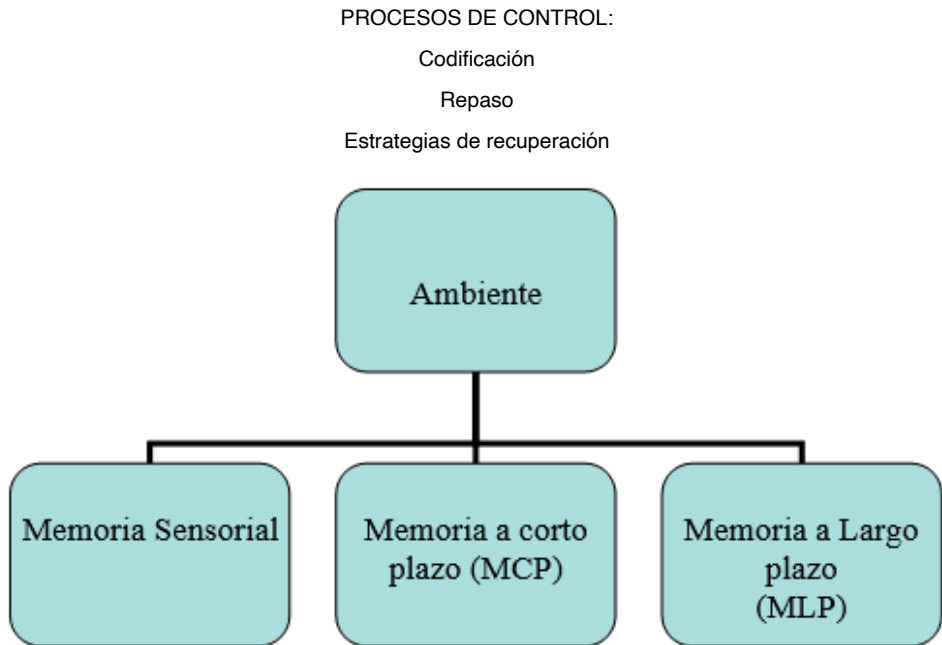 PROCESOS DE CONTROL:
Codificación
Repaso
Estrategias de recuperación
Ambiente
Memoria Sensorial
Memoria a corto
plazo (MCP)
Memoria a Largo
plazo
(MLP)